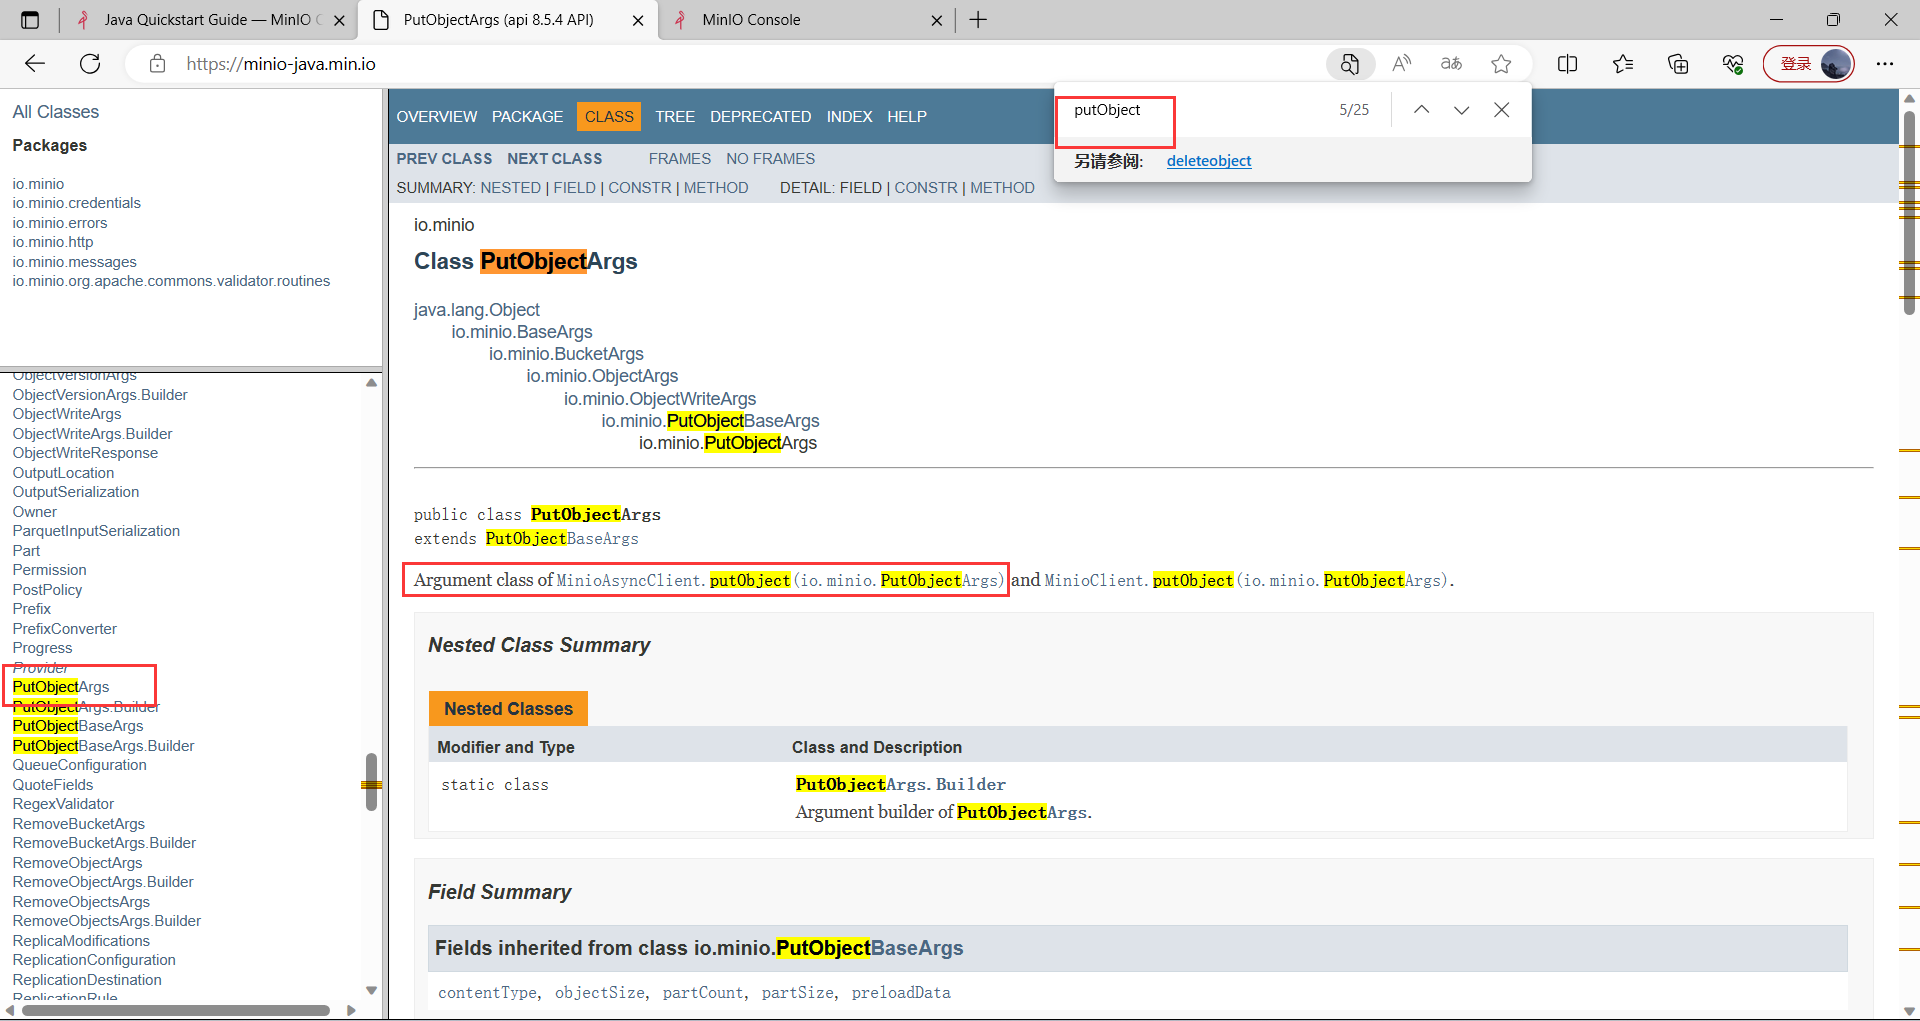 Java Quickstart Guide — MinIO C
PutObjectArgs (api 8.5.4 API)
MinIO Console
https://minio-java.min.io
登录
putObject
5/25
另请参阅:
deleteobject
All Classes
Packages
io.minio
io.minio.credentials
io.minio.errors
io.minio.http
io.minio.messages
io.minio.org.apache.commons.validator.routines
ObjectVersionArgs
ObjectVersionArgs.Builder
ObjectWriteArgs
ObjectWriteArgs.Builder
ObjectWriteResponse
OutputLocation
OutputSerialization
Owner
ParquetInputSerialization
Part
Permission
PostPolicy
Prefix
PrefixConverter
Progress
Provider
PutObjectArgs
PutObjectArgs.Builder
PutObjectBaseArgs
PutObjectBaseArgs.Builder
QueueConfiguration
QuoteFields
RegexValidator
RemoveBucketArgs
RemoveBucketArgs.Builder
RemoveObjectArgs
RemoveObjectArgs.Builder
RemoveObjectsArgs
RemoveObjectsArgs.Builder
ReplicaModifications
ReplicationConfiguration
ReplicationDestination
ReplicationRule
OVERVIEW PACKAGE CLASS TREE DEPRECATED INDEX HELP
PREV CLASS NEXT CLASS FRAMES NO FRAMES
SUMMARY: NESTED | FIELD | CONSTR | METHOD DETAIL: FIELD | CONSTR | METHOD
io.minio
Class PutObjectArgs
java.lang.Object
io.minio.BaseArgs
io.minio.BucketArgs
io.minio.ObjectArgs
io.minio.ObjectWriteArgs
io.minio.PutObjectBaseArgs
io.minio.PutObjectArgs
public class PutObjectArgs
extends PutObjectBaseArgs
Argument class of MinioAsyncClient.putObject(io.minio.PutObjectArgs) and MinioClient.putObject(io.minio.PutObjectArgs).
Nested Class Summary
Nested Classes
Modifier and Type Class and Description
static class PutObjectArgs.Builder
Argument builder of PutObjectArgs.
Field Summary
Fields inherited from class io.minio.PutObjectBaseArgs
contentType, objectSize, partCount, partSize, preloadData